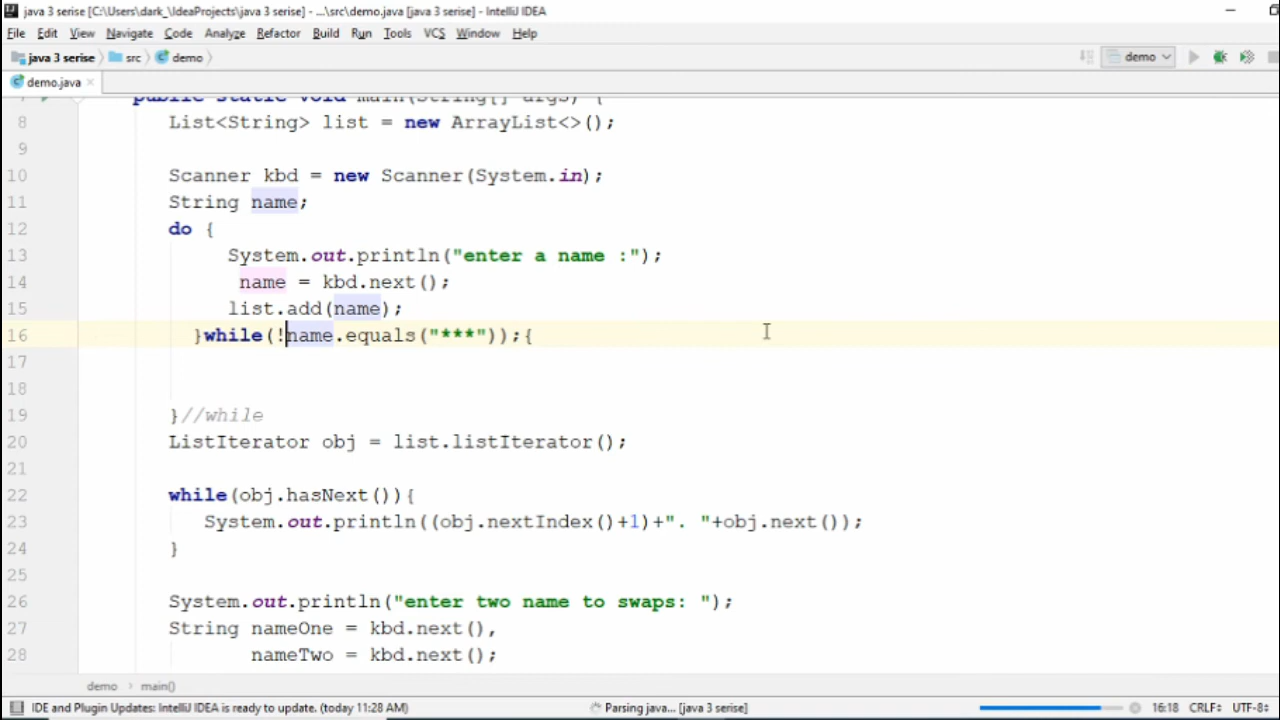 java 3 serise [C:\Users\dark_\IdeaProjects\java 3 serise] - ...\src\demo.java [java 3 serise] - IntelliJ IDEA
File Edit View Navigate Code Analyze Refactor Build Run Tools VCS Window Help
java 3 serise src demo demo
demo.java
public static void main(String[] args) {
8 List<String> list = new ArrayList<>();
9
10 Scanner kbd = new Scanner(System.in);
11 String name;
12 do {
13 System.out.println("enter a name :");
14 name = kbd.next();
15 list.add(name);
16 }while(!name.equals("***"));{
17
18
19 }//while
20 ListIterator obj = list.listIterator();
21
22 while(obj.hasNext()){
23 System.out.println((obj.nextIndex()+1)+". "+obj.next());
24 }
25
26 System.out.println("enter two name to swaps: ");
27 String nameOne = kbd.next(),
28 nameTwo = kbd.next();
demo main()
IDE and Plugin Updates: IntelliJ IDEA is ready to update. (today 11:28 AM) Parsing java... [java 3 serise] 16:18 CRLF UTF-8